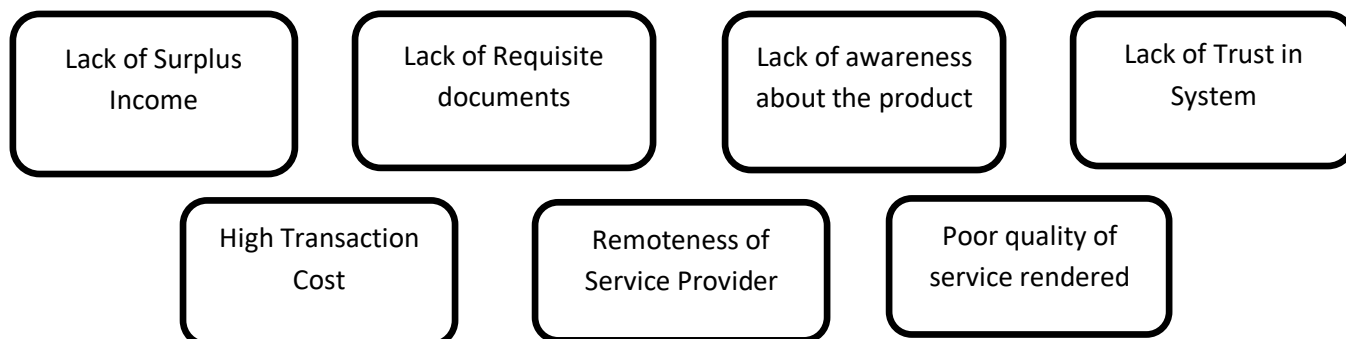 Lack of Surplus
Income
Lack of Requisite
documents
Lack of awareness
about the product
Lack of Trust in
System
High Transaction
Cost
Remoteness of
Service Provider
Poor quality of
service rendered